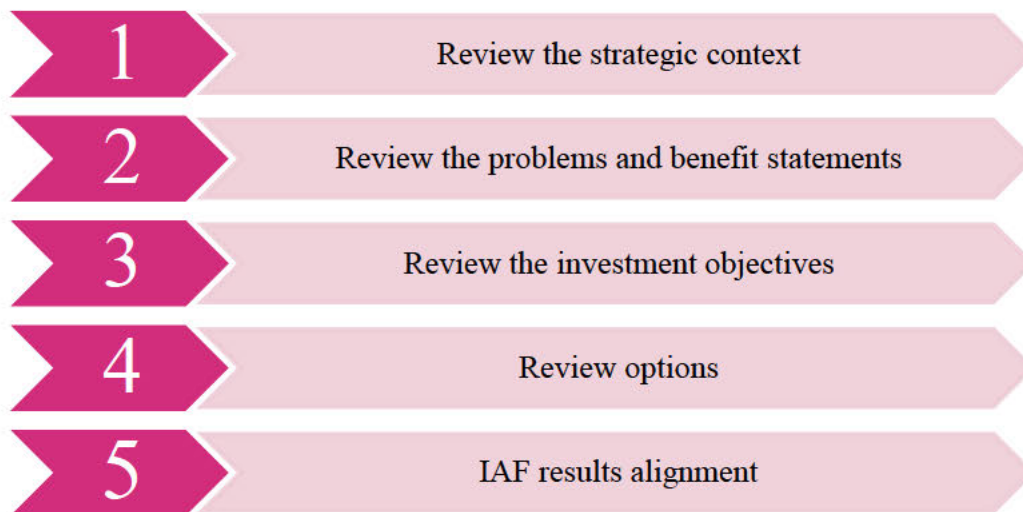 1
Review the strategic context
2
Review the problems and benefit statements
3
Review the investment objectives
4
Review options
5
IAF results alignment